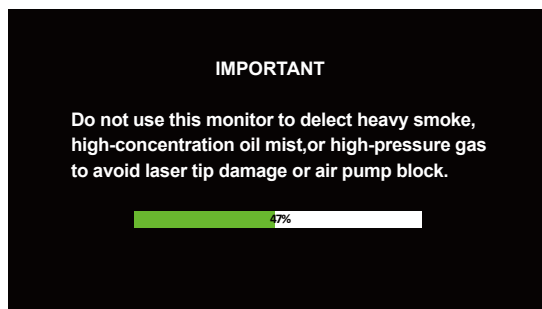 IMPORTANT
Do not use this monitor to delect heavy smoke,
high-concentration oil mist,or high-pressure gas
to avoid laser tip damage or air pump block.
47%